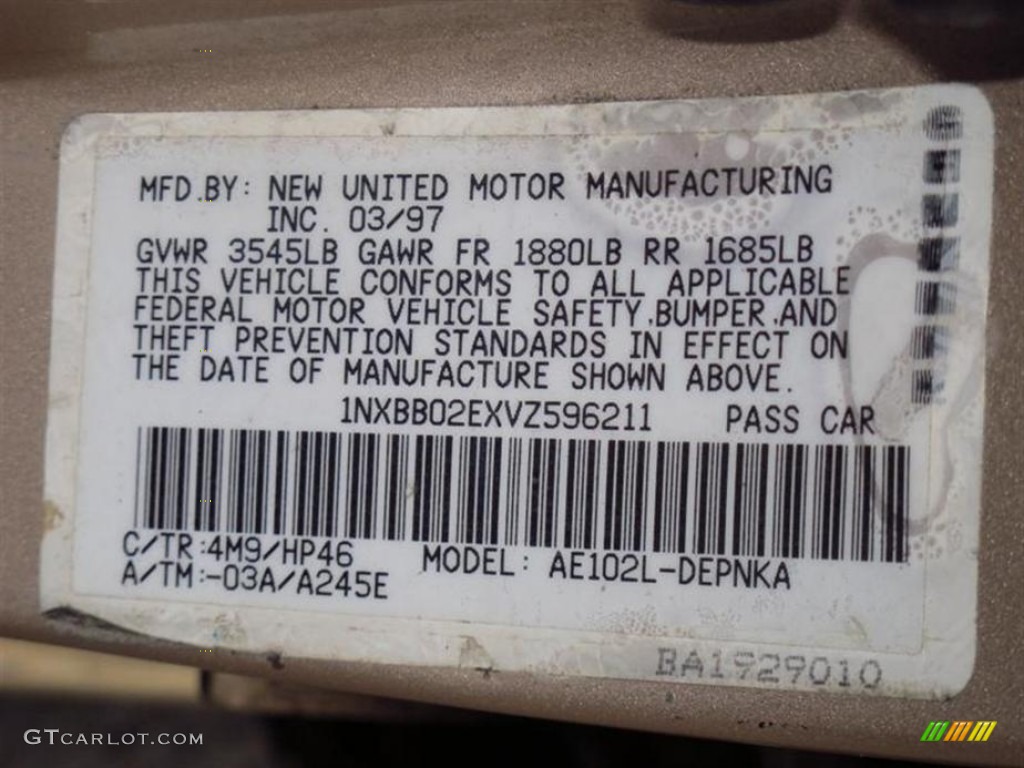 MFD.BY: NEW UNITED MOTOR MANUFACTURING
INC. 03/97
GVWR 3545LB GAWR FR 1880LB RR 1685LB
THIS VEHICLE CONFORMS TO ALL APPLICABLE
FEDERAL MOTOR VEHICLE SAFETY,BUMPER,AND
THEFT PREVENTION STANDARDS IN EFFECT ON
THE DATE OF MANUFACTURE SHOWN ABOVE.
1NXBB02EXVZ596211 PASS CAR
C/TR:4M9/HP46 MODEL: AE102L-DEPNKA
A/TM:-03A/A245E
BA1929010
GTCARLOT.COM